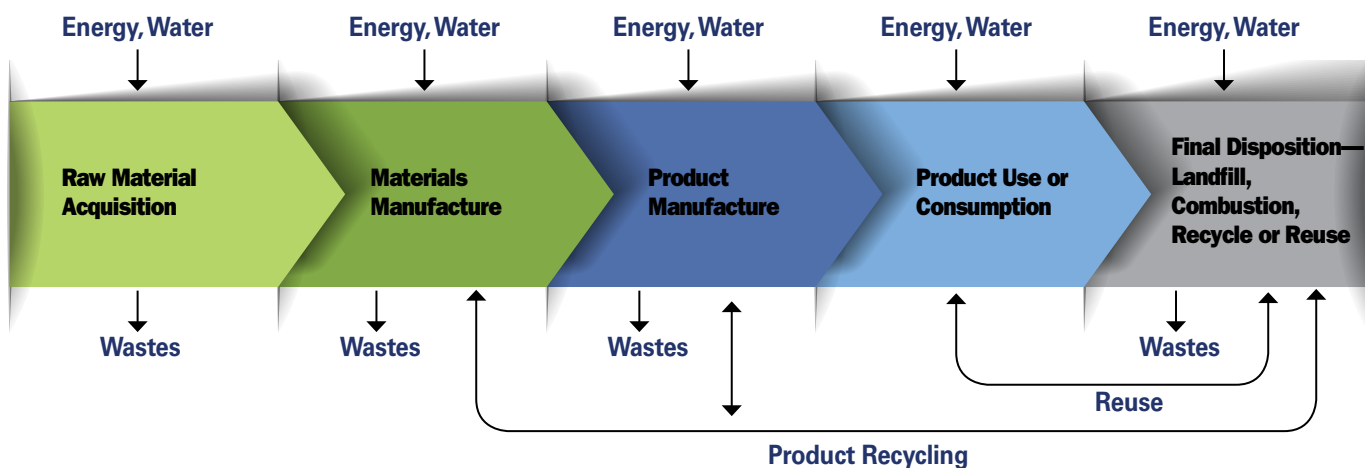 Energy, Water
Energy, Water
Energy, Water
Energy, Water
Energy, Water
Raw Material
Acquisition
Materials
Manufacture
Product
Manufacture
Product Use or
Consumption
Final Disposition—
Landfill,
Combustion,
Recycle or Reuse
Wastes
Wastes
Wastes
Wastes
Reuse
Product Recycling